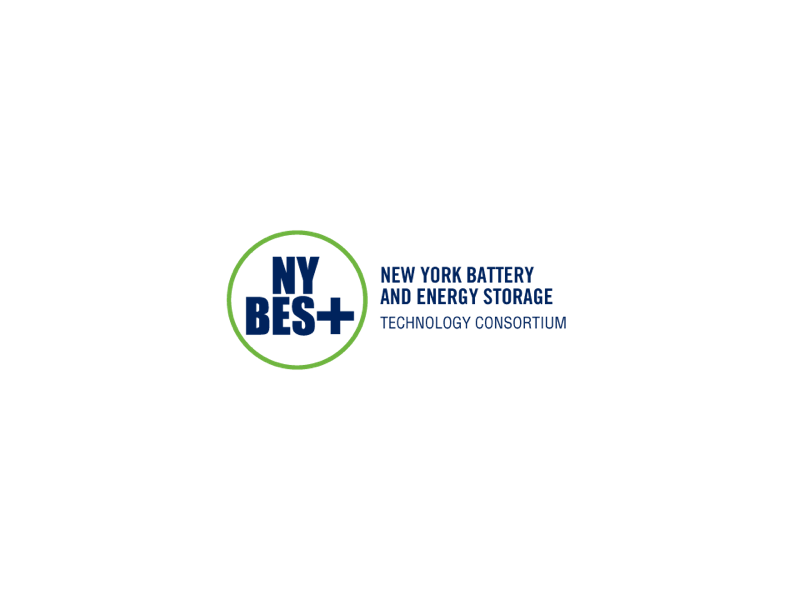 NY
BES+
NEW YORK BATTERY
AND ENERGY STORAGE
TECHNOLOGY CONSORTIUM